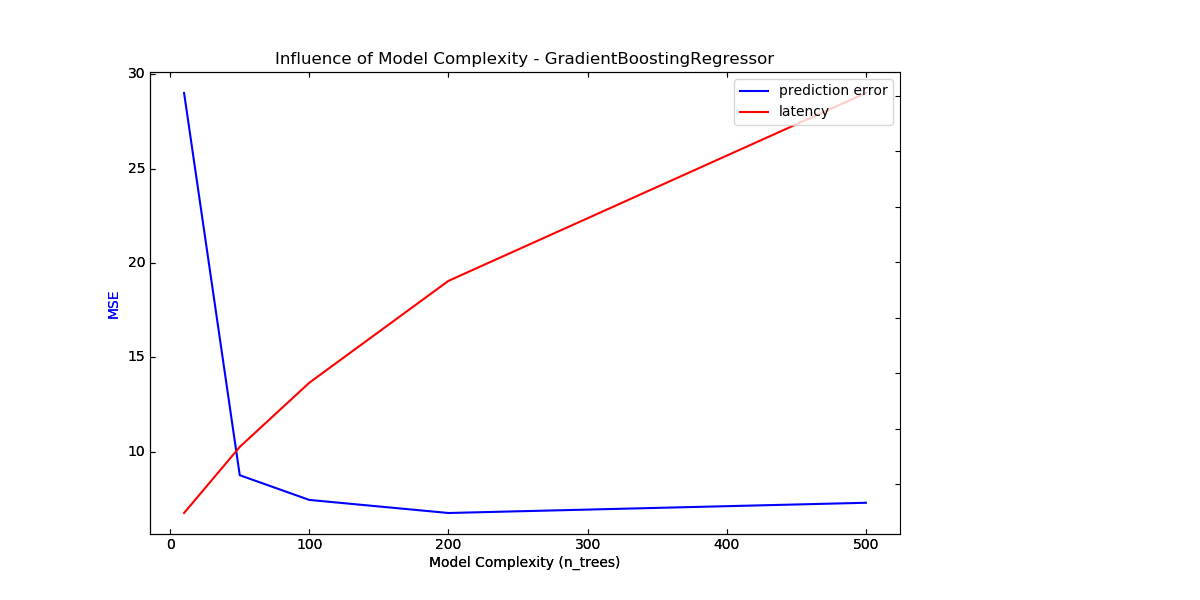 Influence of Model Complexity - GradientBoostingRegressor
30
25
20
15
10
MSE
prediction error
latency
0
100
200
300
400
500
Model Complexity (n_trees)